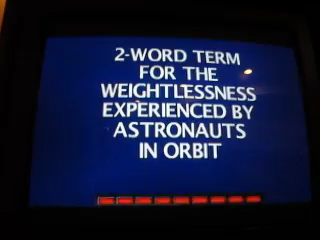 2-WORD TERM
FOR THE
WEIGHTLESSNESS
EXPERIENCED BY
ASTRONAUTS
IN ORBIT